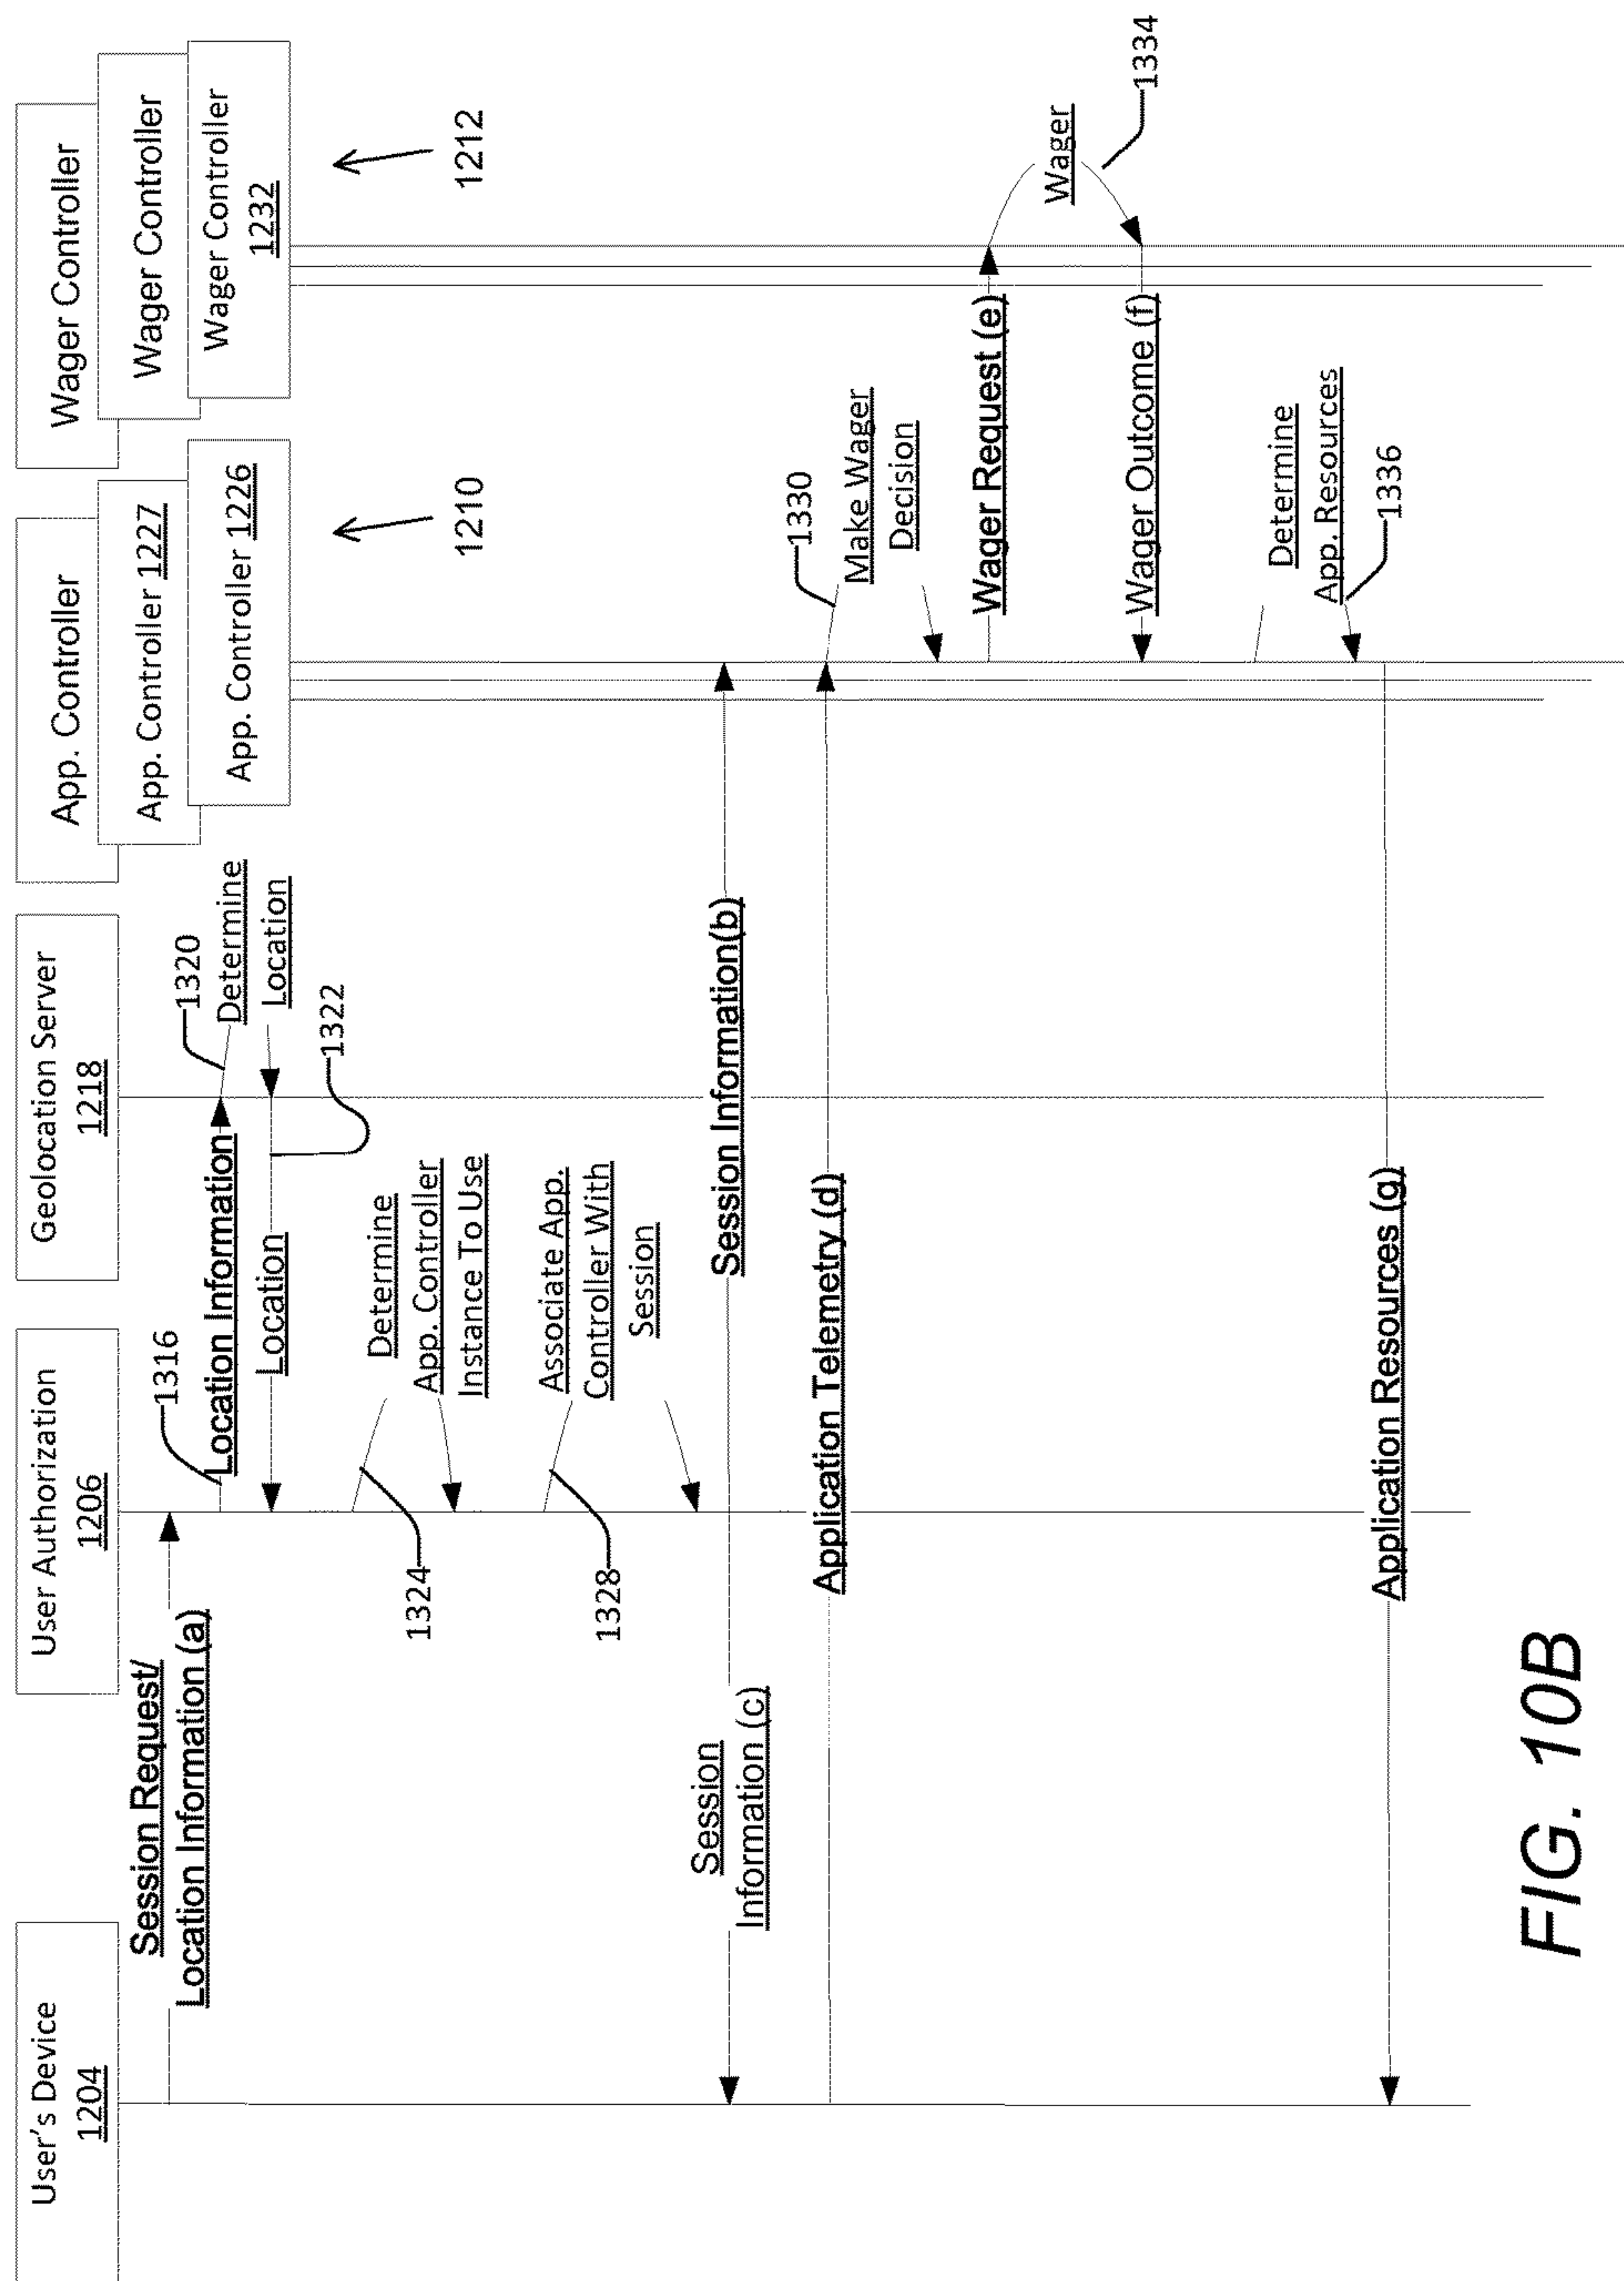 User's Device
1204
User Authorization
1206
Geolocation Server
1218
App. Controller
App. Controller 1227
App. Controller 1226
Wager Controller
Wager Controller
Wager Controller
1232
1210
1212
Session Request/
Location Information (a)
1316
Location Information
1320
Determine
Location
Location
1322
Determine
App. Controller
Instance To Use
1324
Associate App.
Controller With
Session
1328
Session
Information (c)
Session Information(b)
Application Telemetry (d)
1330
Make Wager
Decision
Wager Request (e)
Wager
1334
Wager Outcome (f)
Determine
App. Resources
1336
Application Resources (g)
FIG. 10B